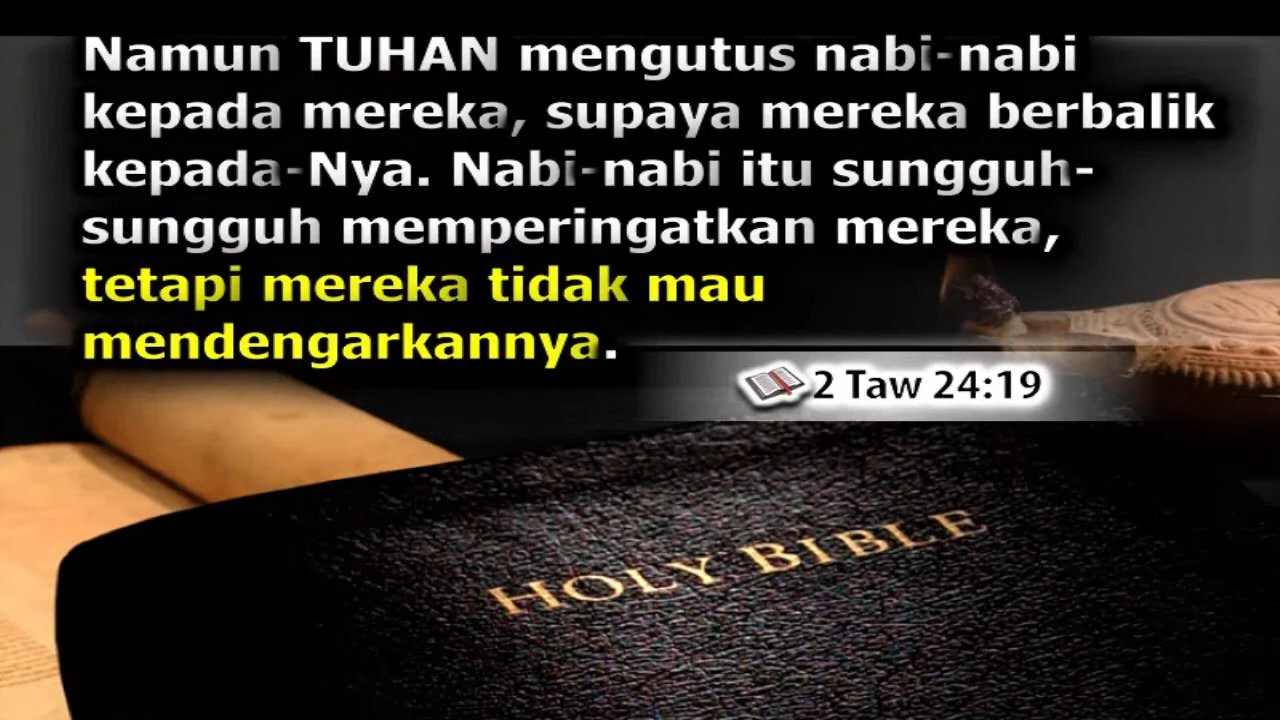 Namun TUHAN mengutus nabi-nabi
kepada mereka, supaya mereka berbalik
kepada-Nya. Nabi-nabi itu sungguh-
sungguh memperingatkan mereka,
tetapi mereka tidak mau
mendengarkannya.
2 Taw 24:19
HOLY BIBLE